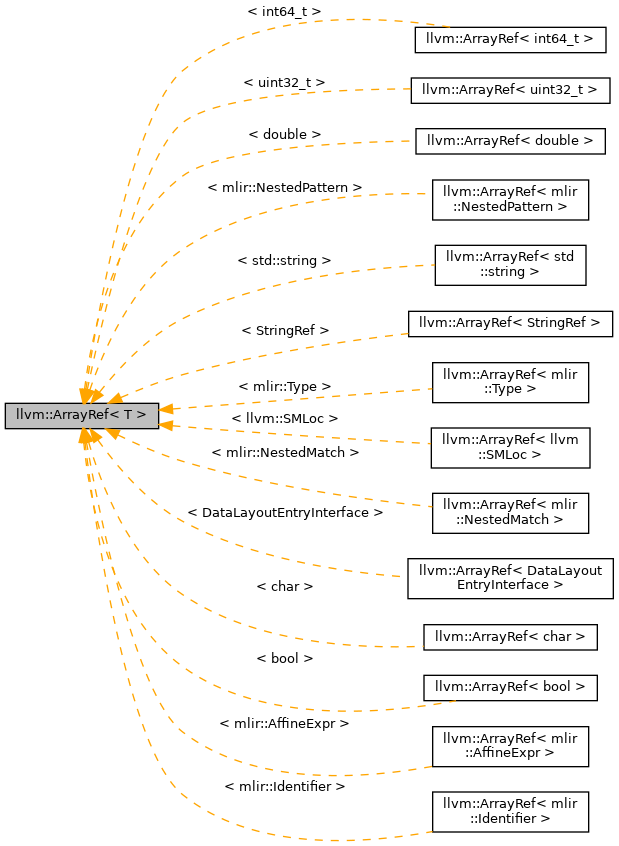 < int64_t >
llvm::ArrayRef< int64_t >
< uint32_t >
llvm::ArrayRef< uint32_t >
< double >
llvm::ArrayRef< double >
< mlir::NestedPattern >
llvm::ArrayRef< mlir
::NestedPattern >
< std::string >
llvm::ArrayRef< std
::string >
< StringRef >
llvm::ArrayRef< StringRef >
< mlir::Type >
llvm::ArrayRef< mlir
::Type >
llvm::ArrayRef< T >
< llvm::SMLoc >
llvm::ArrayRef< llvm
::SMLoc >
< mlir::NestedMatch >
llvm::ArrayRef< mlir
::NestedMatch >
< DataLayoutEntryInterface >
llvm::ArrayRef< DataLayout
EntryInterface >
< char >
llvm::ArrayRef< char >
< bool >
llvm::ArrayRef< bool >
< mlir::AffineExpr >
llvm::ArrayRef< mlir
::AffineExpr >
< mlir::Identifier >
llvm::ArrayRef< mlir
::Identifier >